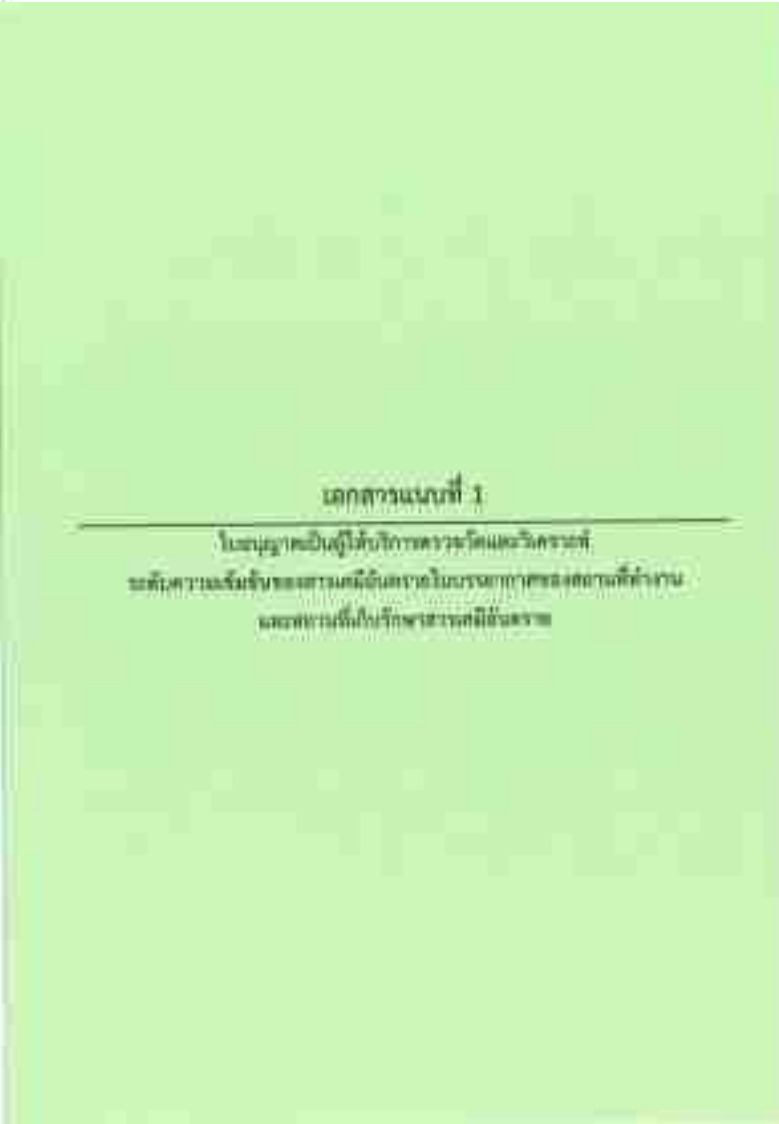 เอกสารแนบที่ 1
ใบอนุญาตเป็นผู้ให้บริการตรวจวัดและวิเคราะห์
ระดับความเข้มข้นของสารเคมีอันตรายในบรรยากาศของสถานที่ทำงาน
และสถานที่เก็บรักษาสารเคมีอันตราย